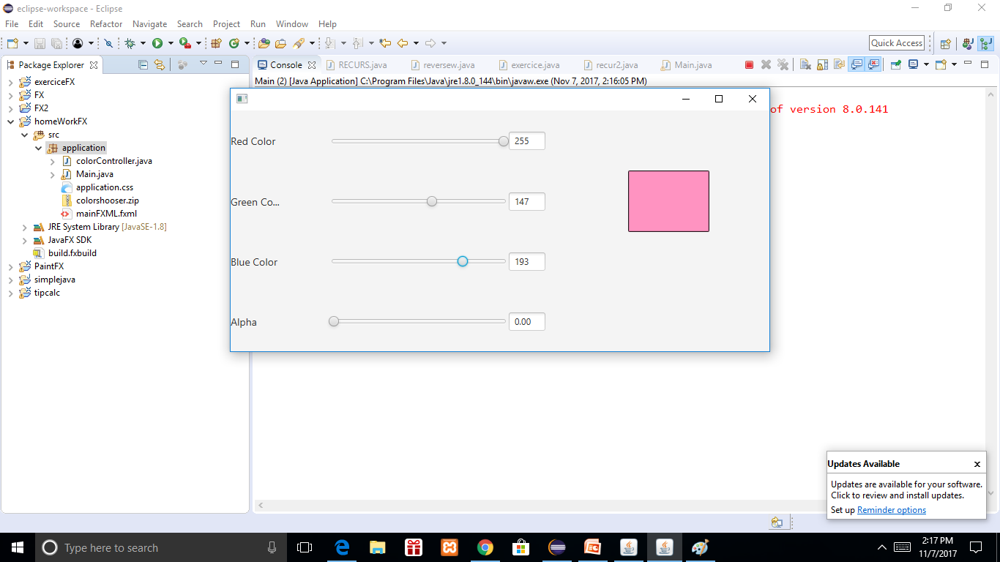 eclipse-workspace - Eclipse
File Edit Source Refactor Navigate Search Project Run Window Help
Quick Access
Package Explorer
Console RECURS.java reversew.java exercice.java recur2.java Main.java
Main (2) [Java Application] C:\Program Files\Java\jre1.8.0_144\bin\javaw.exe (Nov 7, 2017, 2:16:05 PM)
of version 8.0.141
exerciceFX
FX
FX2
homeWorkFX
src
application
colorController.java
Main.java
application.css
colorshooser.zip
mainFXML.fxml
JRE System Library [JavaSE-1.8]
JavaFX SDK
build.fxbuild
PaintFX
simplejava
tipcalc
Red Color 255
Green Co... 147
Blue Color 193
Alpha 0.00
Updates Available
Updates are available for your software.
Click to review and install updates.
Set up Reminder options
Type here to search
2:17 PM
11/7/2017